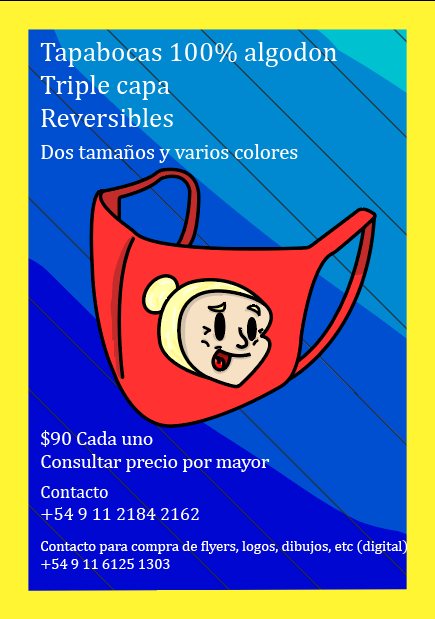 Tapabocas 100% algodon
Triple capa
Reversibles
Dos tamaños y varios colores
$90 Cada uno
Consultar precio por mayor
Contacto
+54 9 11 2184 2162
Contacto para compra de flyers, logos, dibujos, etc (digital)
+54 9 11 6125 1303